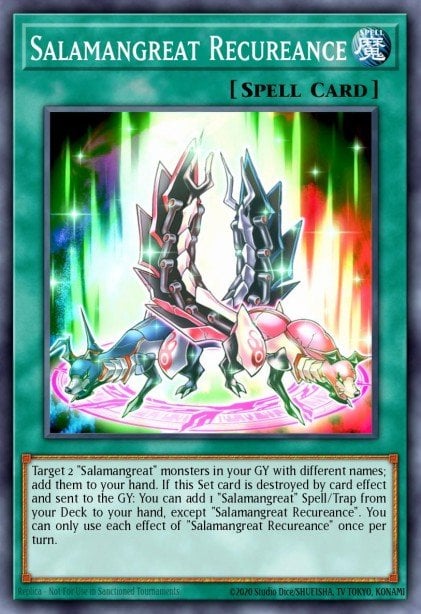 Salamangreat Recureance
SPELL
魔
[Spell Card]
Target 2 "Salamangreat" monsters in your GY with different names;
add them to your hand. If this Set card is destroyed by card effect
and sent to the GY: You can add 1 "Salamangreat" Spell/Trap from
your Deck to your hand, except "Salamangreat Recureance". You
can only use each effect of "Salamangreat Recureance" once per
turn.
Replica - Not For Use in Sanctioned Tournaments
©2020 Studio Dice/SHUEISHA, TV TOKYO, KONAMI